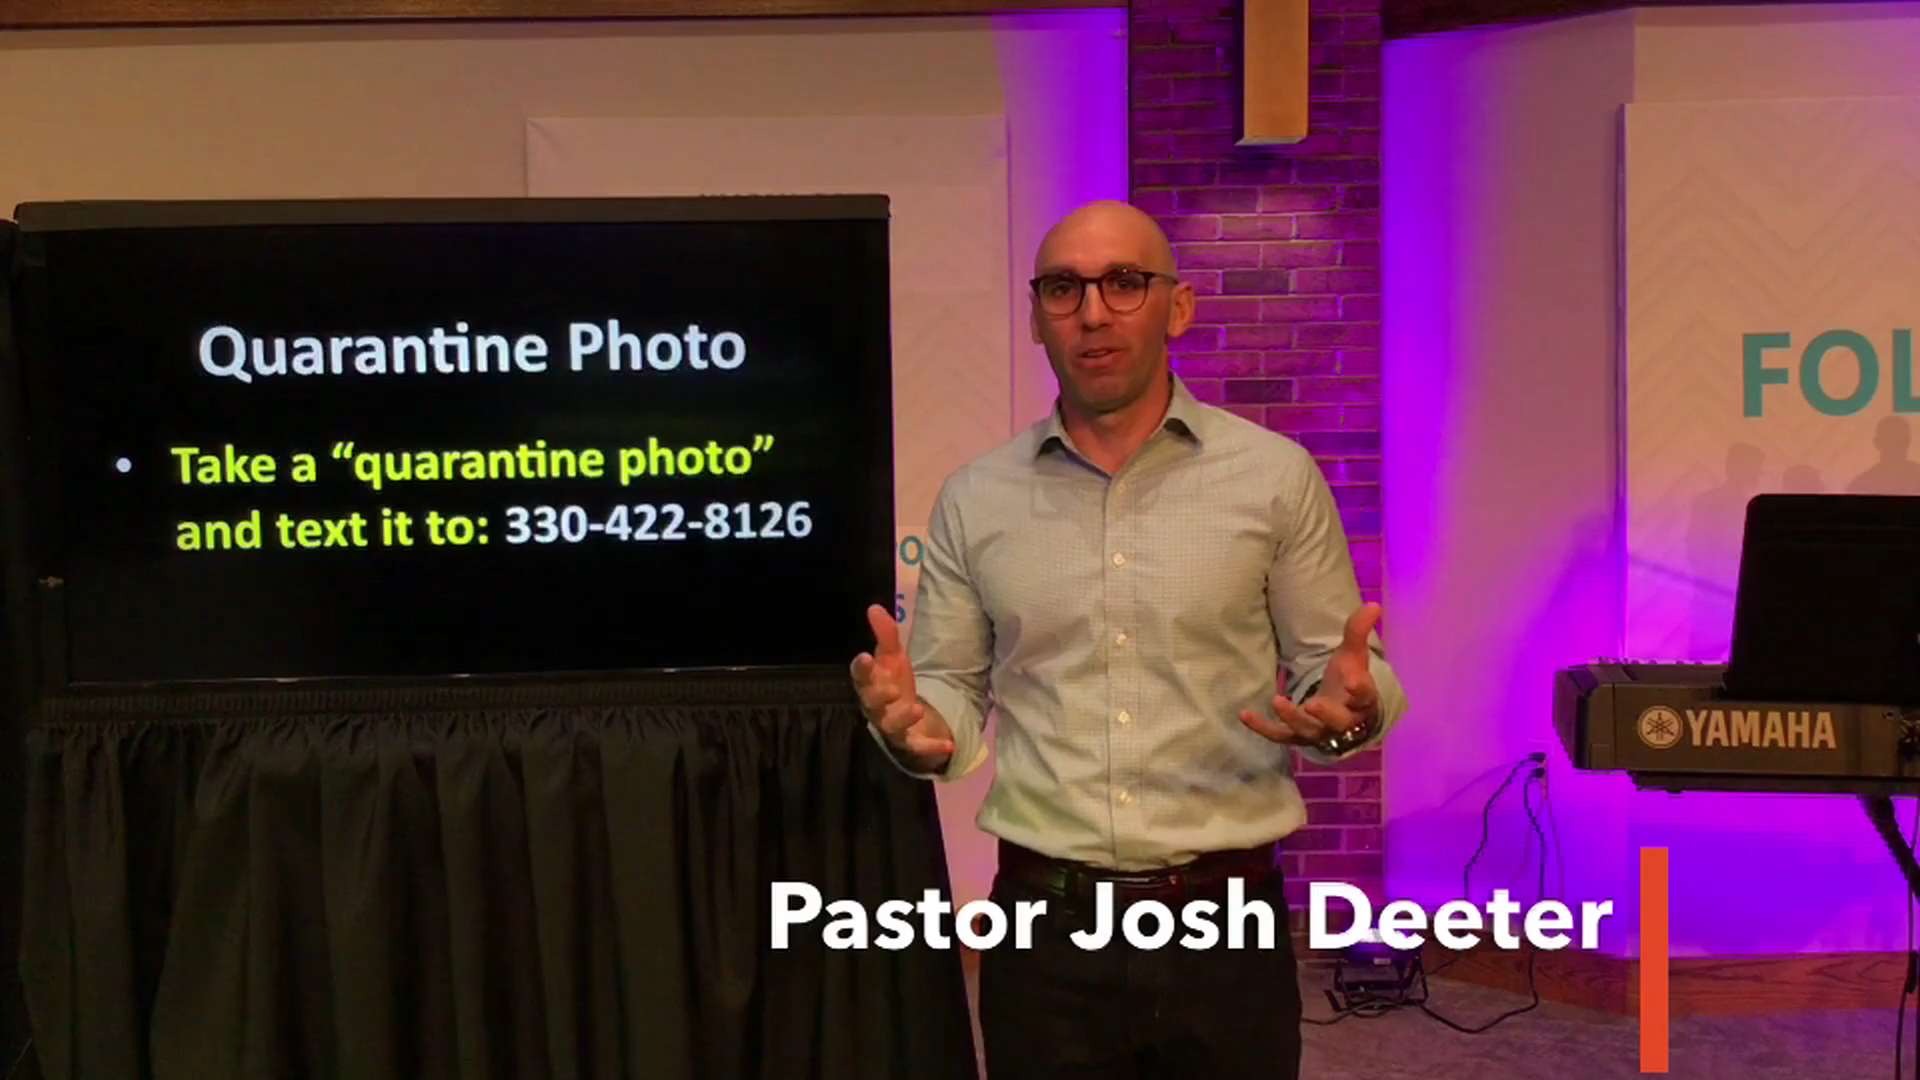 Quarantine Photo
• Take a “quarantine photo”
and text it to: 330-422-8126
FOL
YAMAHA
Pastor Josh Deeter